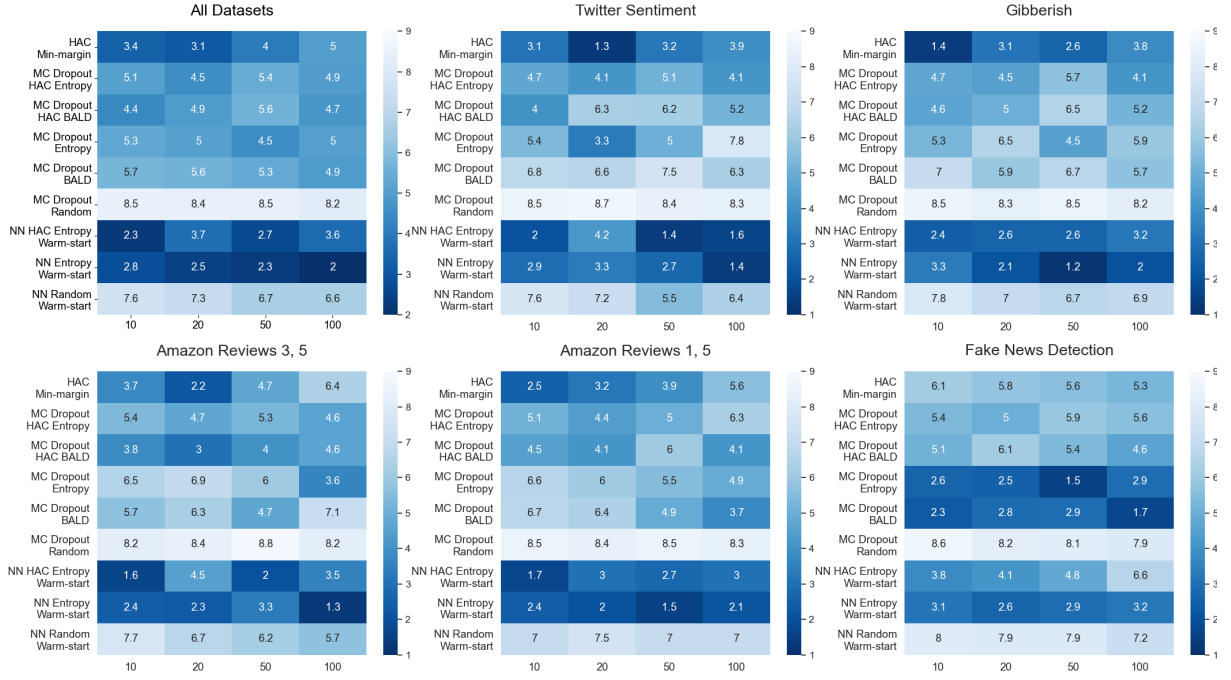 All Datasets
HAC
Min-margin
3.4 3.1 4 5
MC Dropout
HAC Entropy
5.1 4.5 5.4 4.9
MC Dropout
HAC BALD
4.4 4.9 5.6 4.7
MC Dropout
Entropy
5.3 5 4.5 5
MC Dropout
BALD
5.7 5.6 5.3 4.9
MC Dropout
Random
8.5 8.4 8.5 8.2
NN HAC Entropy
Warm-start
2.3 3.7 2.7 3.6
NN Entropy
Warm-start
2.8 2.5 2.3 2
NN Random
Warm-start
7.6 7.3 6.7 6.6
10 20 50 100
9
8
7
6
5
4
3
2
Twitter Sentiment
HAC
Min-margin
3.1 1.3 3.2 3.9
MC Dropout
HAC Entropy
4.7 4.1 5.1 4.1
MC Dropout
HAC BALD
4 6.3 6.2 5.2
MC Dropout
Entropy
5.4 3.3 5 7.8
MC Dropout
BALD
6.8 6.6 7.5 6.3
MC Dropout
Random
8.5 8.7 8.4 8.3
NN HAC Entropy
Warm-start
2 4.2 1.4 1.6
NN Entropy
Warm-start
2.9 3.3 2.7 1.4
NN Random
Warm-start
7.6 7.2 5.5 6.4
10 20 50 100
9
8
7
6
5
4
3
2
1
Gibberish
HAC
Min-margin
1.4 3.1 2.6 3.8
MC Dropout
HAC Entropy
4.7 4.5 5.7 4.1
MC Dropout
HAC BALD
4.6 5 6.5 5.2
MC Dropout
Entropy
5.3 6.5 4.5 5.9
MC Dropout
BALD
7 5.9 6.7 5.7
MC Dropout
Random
8.5 8.3 8.5 8.2
NN HAC Entropy
Warm-start
2.4 2.6 2.6 3.2
NN Entropy
Warm-start
3.3 2.1 1.2 2
NN Random
Warm-start
7.8 7 6.7 6.9
10 20 50 100
9
8
7
6
5
4
3
2
1
Amazon Reviews 3, 5
HAC
Min-margin
3.7 2.2 4.7 6.4
MC Dropout
HAC Entropy
5.4 4.7 5.3 4.6
MC Dropout
HAC BALD
3.8 3 4 4.6
MC Dropout
Entropy
6.5 6.9 6 3.6
MC Dropout
BALD
5.7 6.3 4.7 7.1
MC Dropout
Random
8.2 8.4 8.8 8.2
NN HAC Entropy
Warm-start
1.6 4.5 2 3.5
NN Entropy
Warm-start
2.4 2.3 3.3 1.3
NN Random
Warm-start
7.7 6.7 6.2 5.7
10 20 50 100
9
8
7
6
5
4
3
2
1
Amazon Reviews 1, 5
HAC
Min-margin
2.5 3.2 3.9 5.6
MC Dropout
HAC Entropy
5.1 4.4 5 6.3
MC Dropout
HAC BALD
4.5 4.1 6 4.1
MC Dropout
Entropy
6.6 6 5.5 4.9
MC Dropout
BALD
6.7 6.4 4.9 3.7
MC Dropout
Random
8.5 8.4 8.5 8.3
NN HAC Entropy
Warm-start
1.7 3 2.7 3
NN Entropy
Warm-start
2.4 2 1.5 2.1
NN Random
Warm-start
7 7.5 7 7
10 20 50 100
9
8
7
6
5
4
3
2
1
Fake News Detection
HAC
Min-margin
6.1 5.8 5.6 5.3
MC Dropout
HAC Entropy
5.4 5 5.9 5.6
MC Dropout
HAC BALD
5.1 6.1 5.4 4.6
MC Dropout
Entropy
2.6 2.5 1.5 2.9
MC Dropout
BALD
2.3 2.8 2.9 1.7
MC Dropout
Random
8.6 8.2 8.1 7.9
NN HAC Entropy
Warm-start
3.8 4.1 4.8 6.6
NN Entropy
Warm-start
3.1 2.6 2.9 3.2
NN Random
Warm-start
8 7.9 7.9 7.2
10 20 50 100
9
8
7
6
5
4
3
2
1